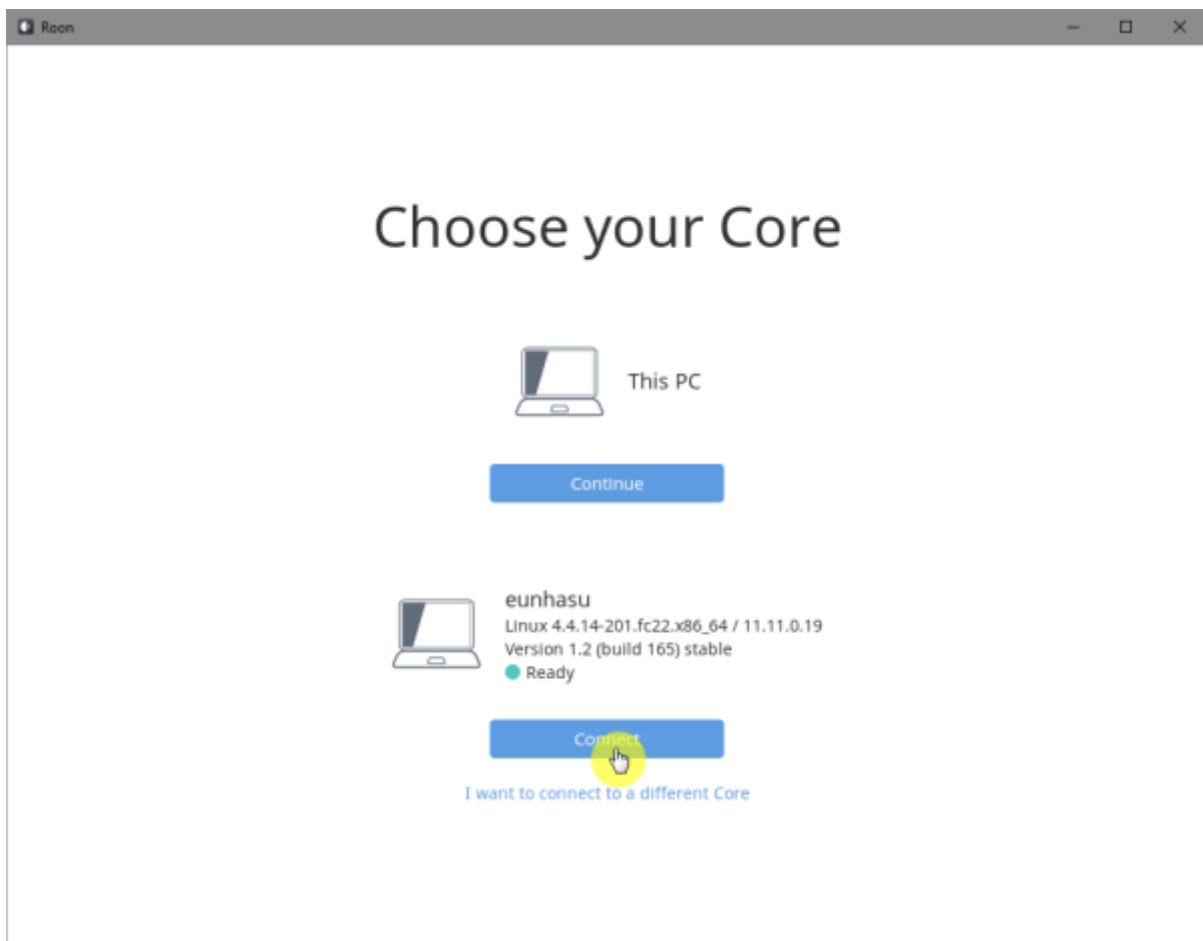 Roon
Choose your Core
This PC
Continue
eunhasu
Linux 4.4.14-201.fc22.x86_64 / 11.11.0.19
Version 1.2 (build 165) stable
Ready
Connect
I want to connect to a different Core